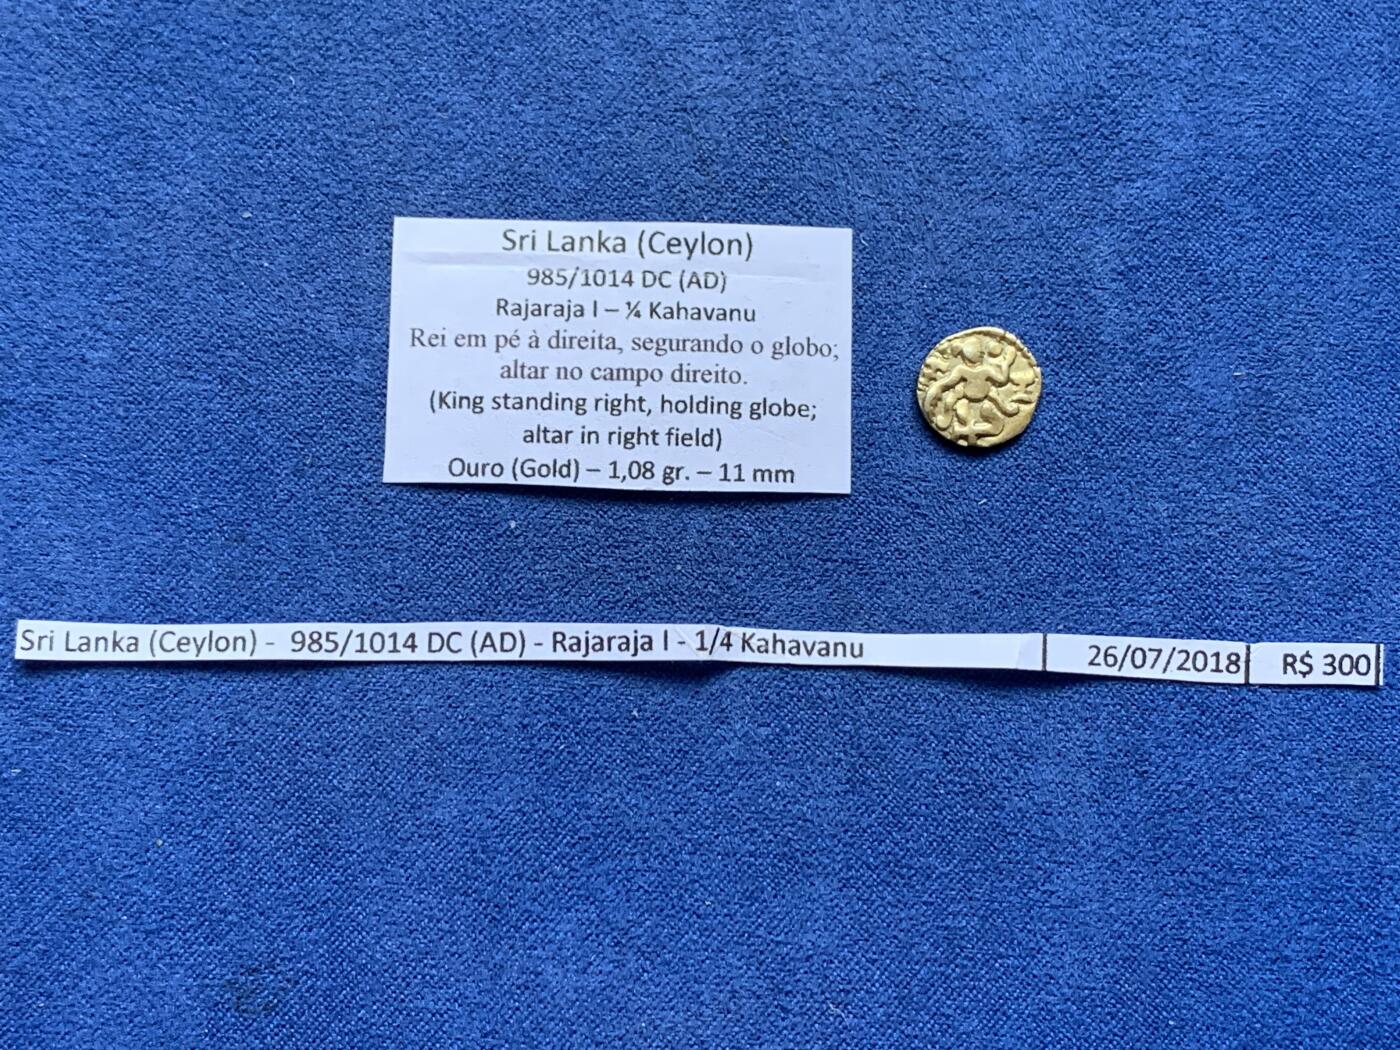 Sri Lanka (Ceylon)
985/1014 DC (AD)
Rajaraja I – ¼ Kahavanu
Rei em pé à direita, segurando o globo;
altar no campo direito.
(King standing right, holding globe;
altar in right field)
Ouro (Gold) – 1,08 gr. – 11 mm
Sri Lanka (Ceylon) - 985/1014 DC (AD) - Rajaraja I - 1/4 Kahavanu 26/07/2018 R$ 300